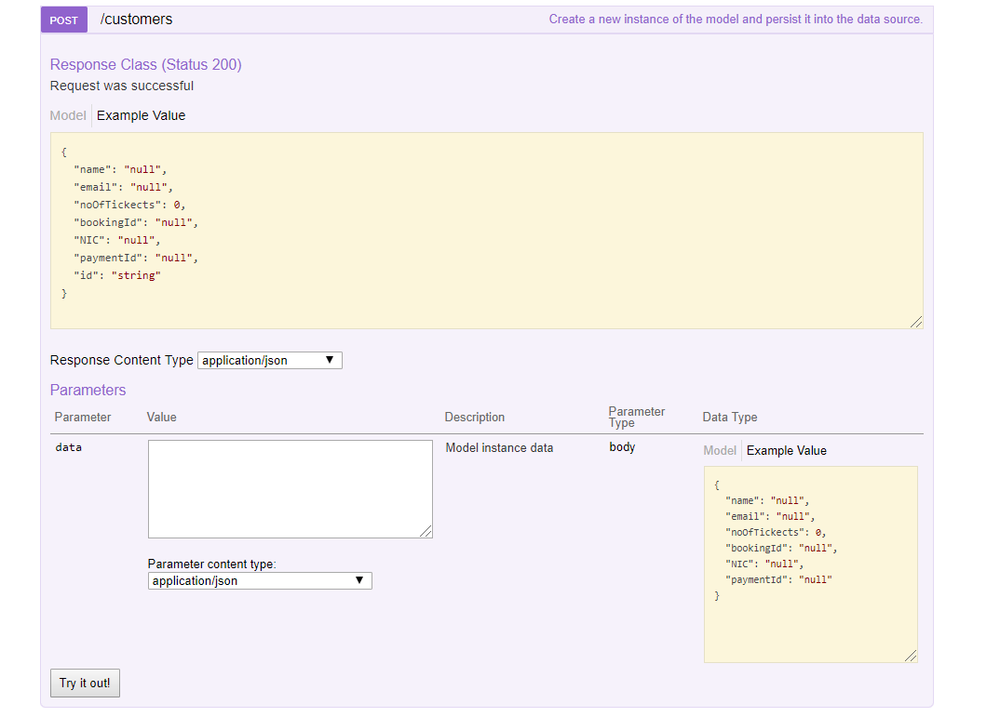 POST /customers Create a new instance of the model and persist it into the data source.
Response Class (Status 200)
Request was successful
Model Example Value
{
"name": "null",
"email": "null",
"noOfTickects": 0,
"bookingId": "null",
"NIC": "null",
"paymentId": "null",
"id": "string"
}
Response Content Type application/json
Parameters
Parameter Value Description Parameter Type Data Type
data Model instance data body Model Example Value
{
"name": "null",
"email": "null",
"noOfTickects": 0,
"bookingId": "null",
"NIC": "null",
"paymentId": "null"
}
Parameter content type:
application/json
Try it out!